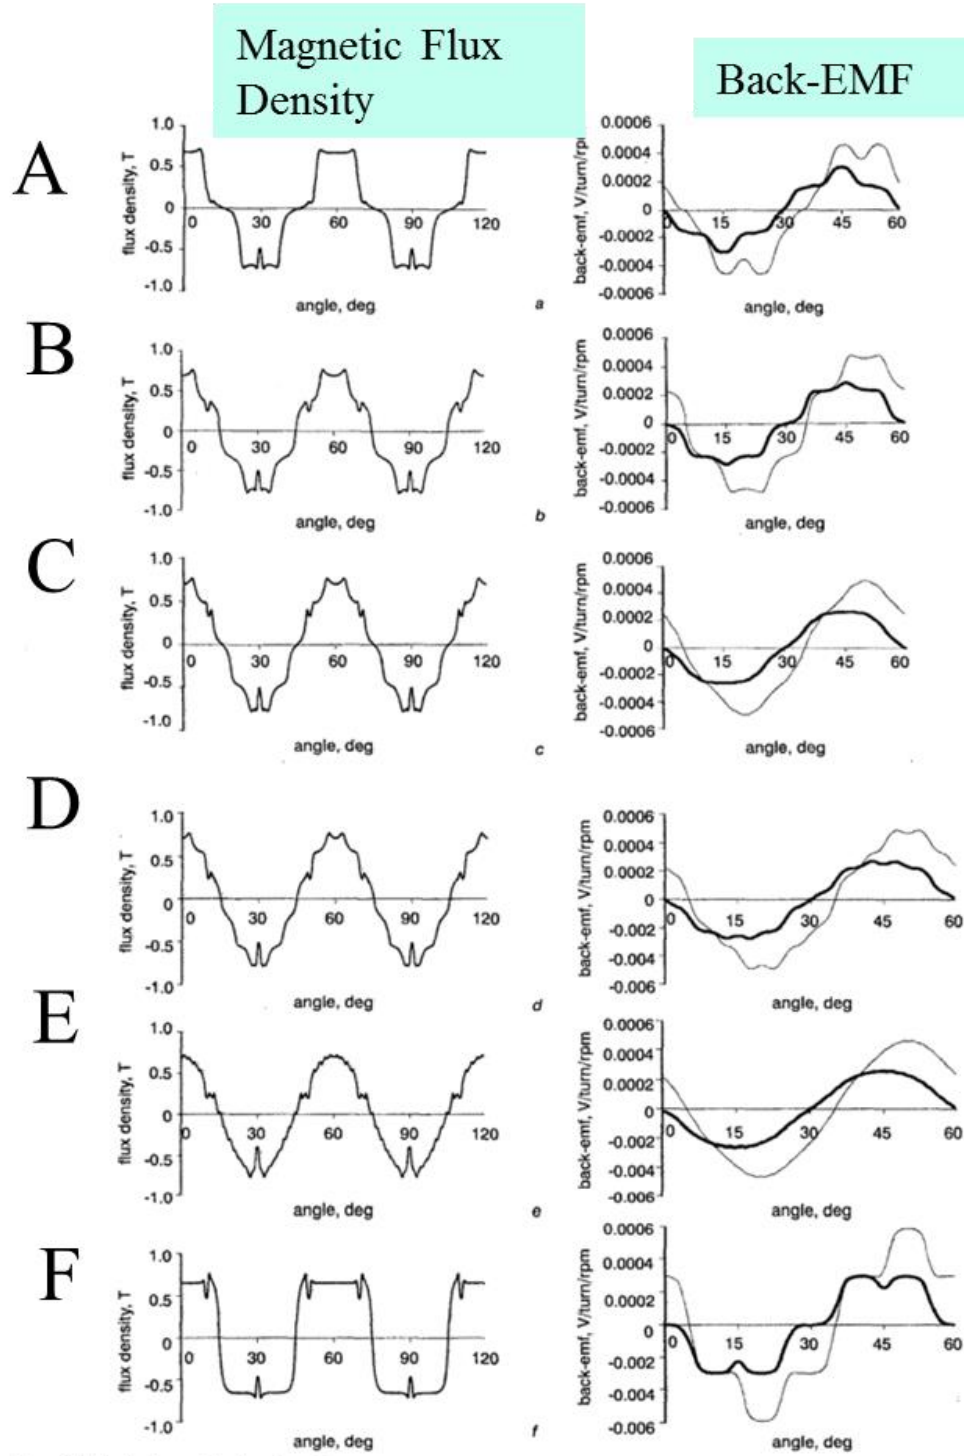 Magnetic Flux
Density
Back-EMF
A
1.0
0.5
0
-0.5
-1.0
flux density, T
0 30 60 90 120
angle, deg
a
0.0006
0.0004
0.0002
0
-0.0002
-0.0004
-0.0006
back-emf, V/turn/rpm
0 15 30 45 60
angle, deg
B
1.0
0.5
0
-0.5
-1.0
flux density, T
0 30 60 90 120
angle, deg
b
0.0006
0.0004
0.0002
0
-0.0002
-0.0004
-0.0006
back-emf, V/turn/rpm
0 15 30 45 60
angle, deg
C
1.0
0.5
0
-0.5
-1.0
flux density, T
0 30 60 90 120
angle, deg
c
0.0006
0.0004
0.0002
0
-0.0002
-0.0004
-0.0006
back-emf, V/turn/rpm
0 15 30 45 60
angle, deg
D
1.0
0.5
0
-0.5
-1.0
flux density, T
0 30 60 90 120
angle, deg
d
0.0006
0.0004
0.0002
0
-0.002
-0.004
-0.006
back-emf, V/turn/rpm
0 15 30 45 60
angle, deg
E
1.0
0.5
0
-0.5
-1.0
flux density, T
0 30 60 90 120
angle, deg
e
0.0006
0.0004
0.0002
0
-0.002
-0.004
-0.006
back-emf, V/turn/rpm
0 15 30 45 60
angle, deg
F
1.0
0.5
0
-0.5
-1.0
flux density, T
0 30 60 90 120
angle, deg
f
0.0006
0.0004
0.0002
0
-0.002
-0.004
-0.006
back-emf, V/turn/rpm
0 15 30 45 60
angle, deg